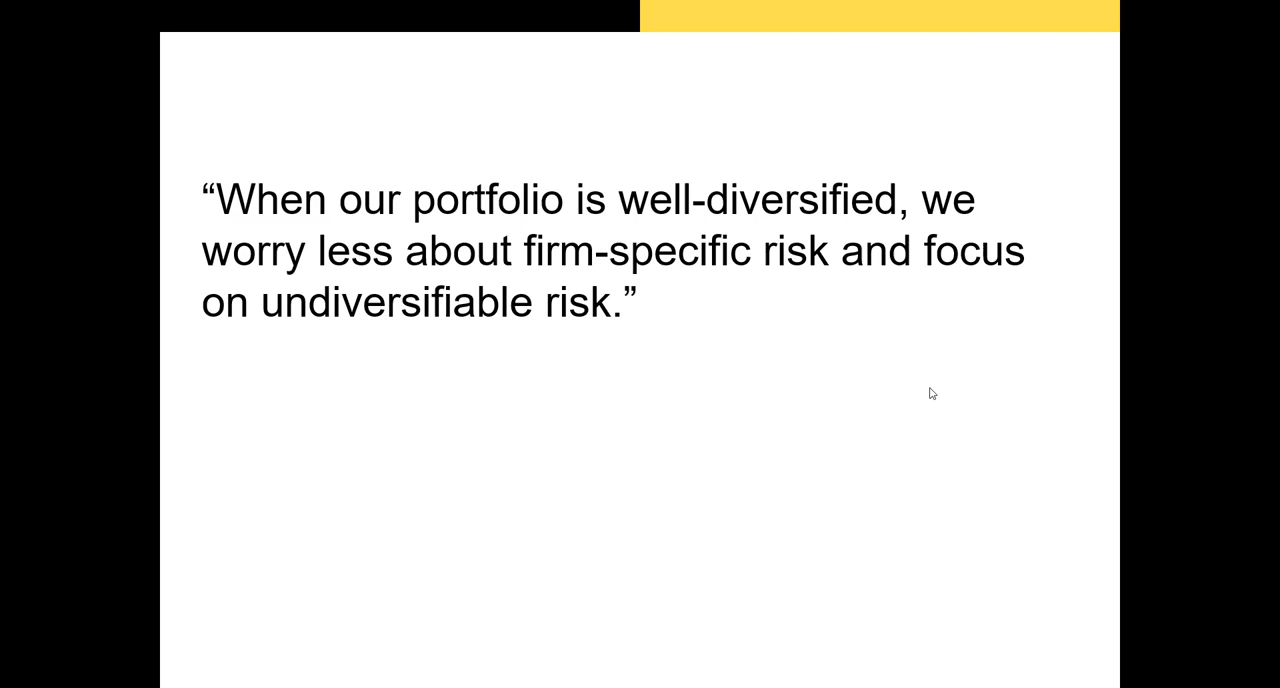 “When our portfolio is well-diversified, we
worry less about firm-specific risk and focus
on undiversifiable risk.”